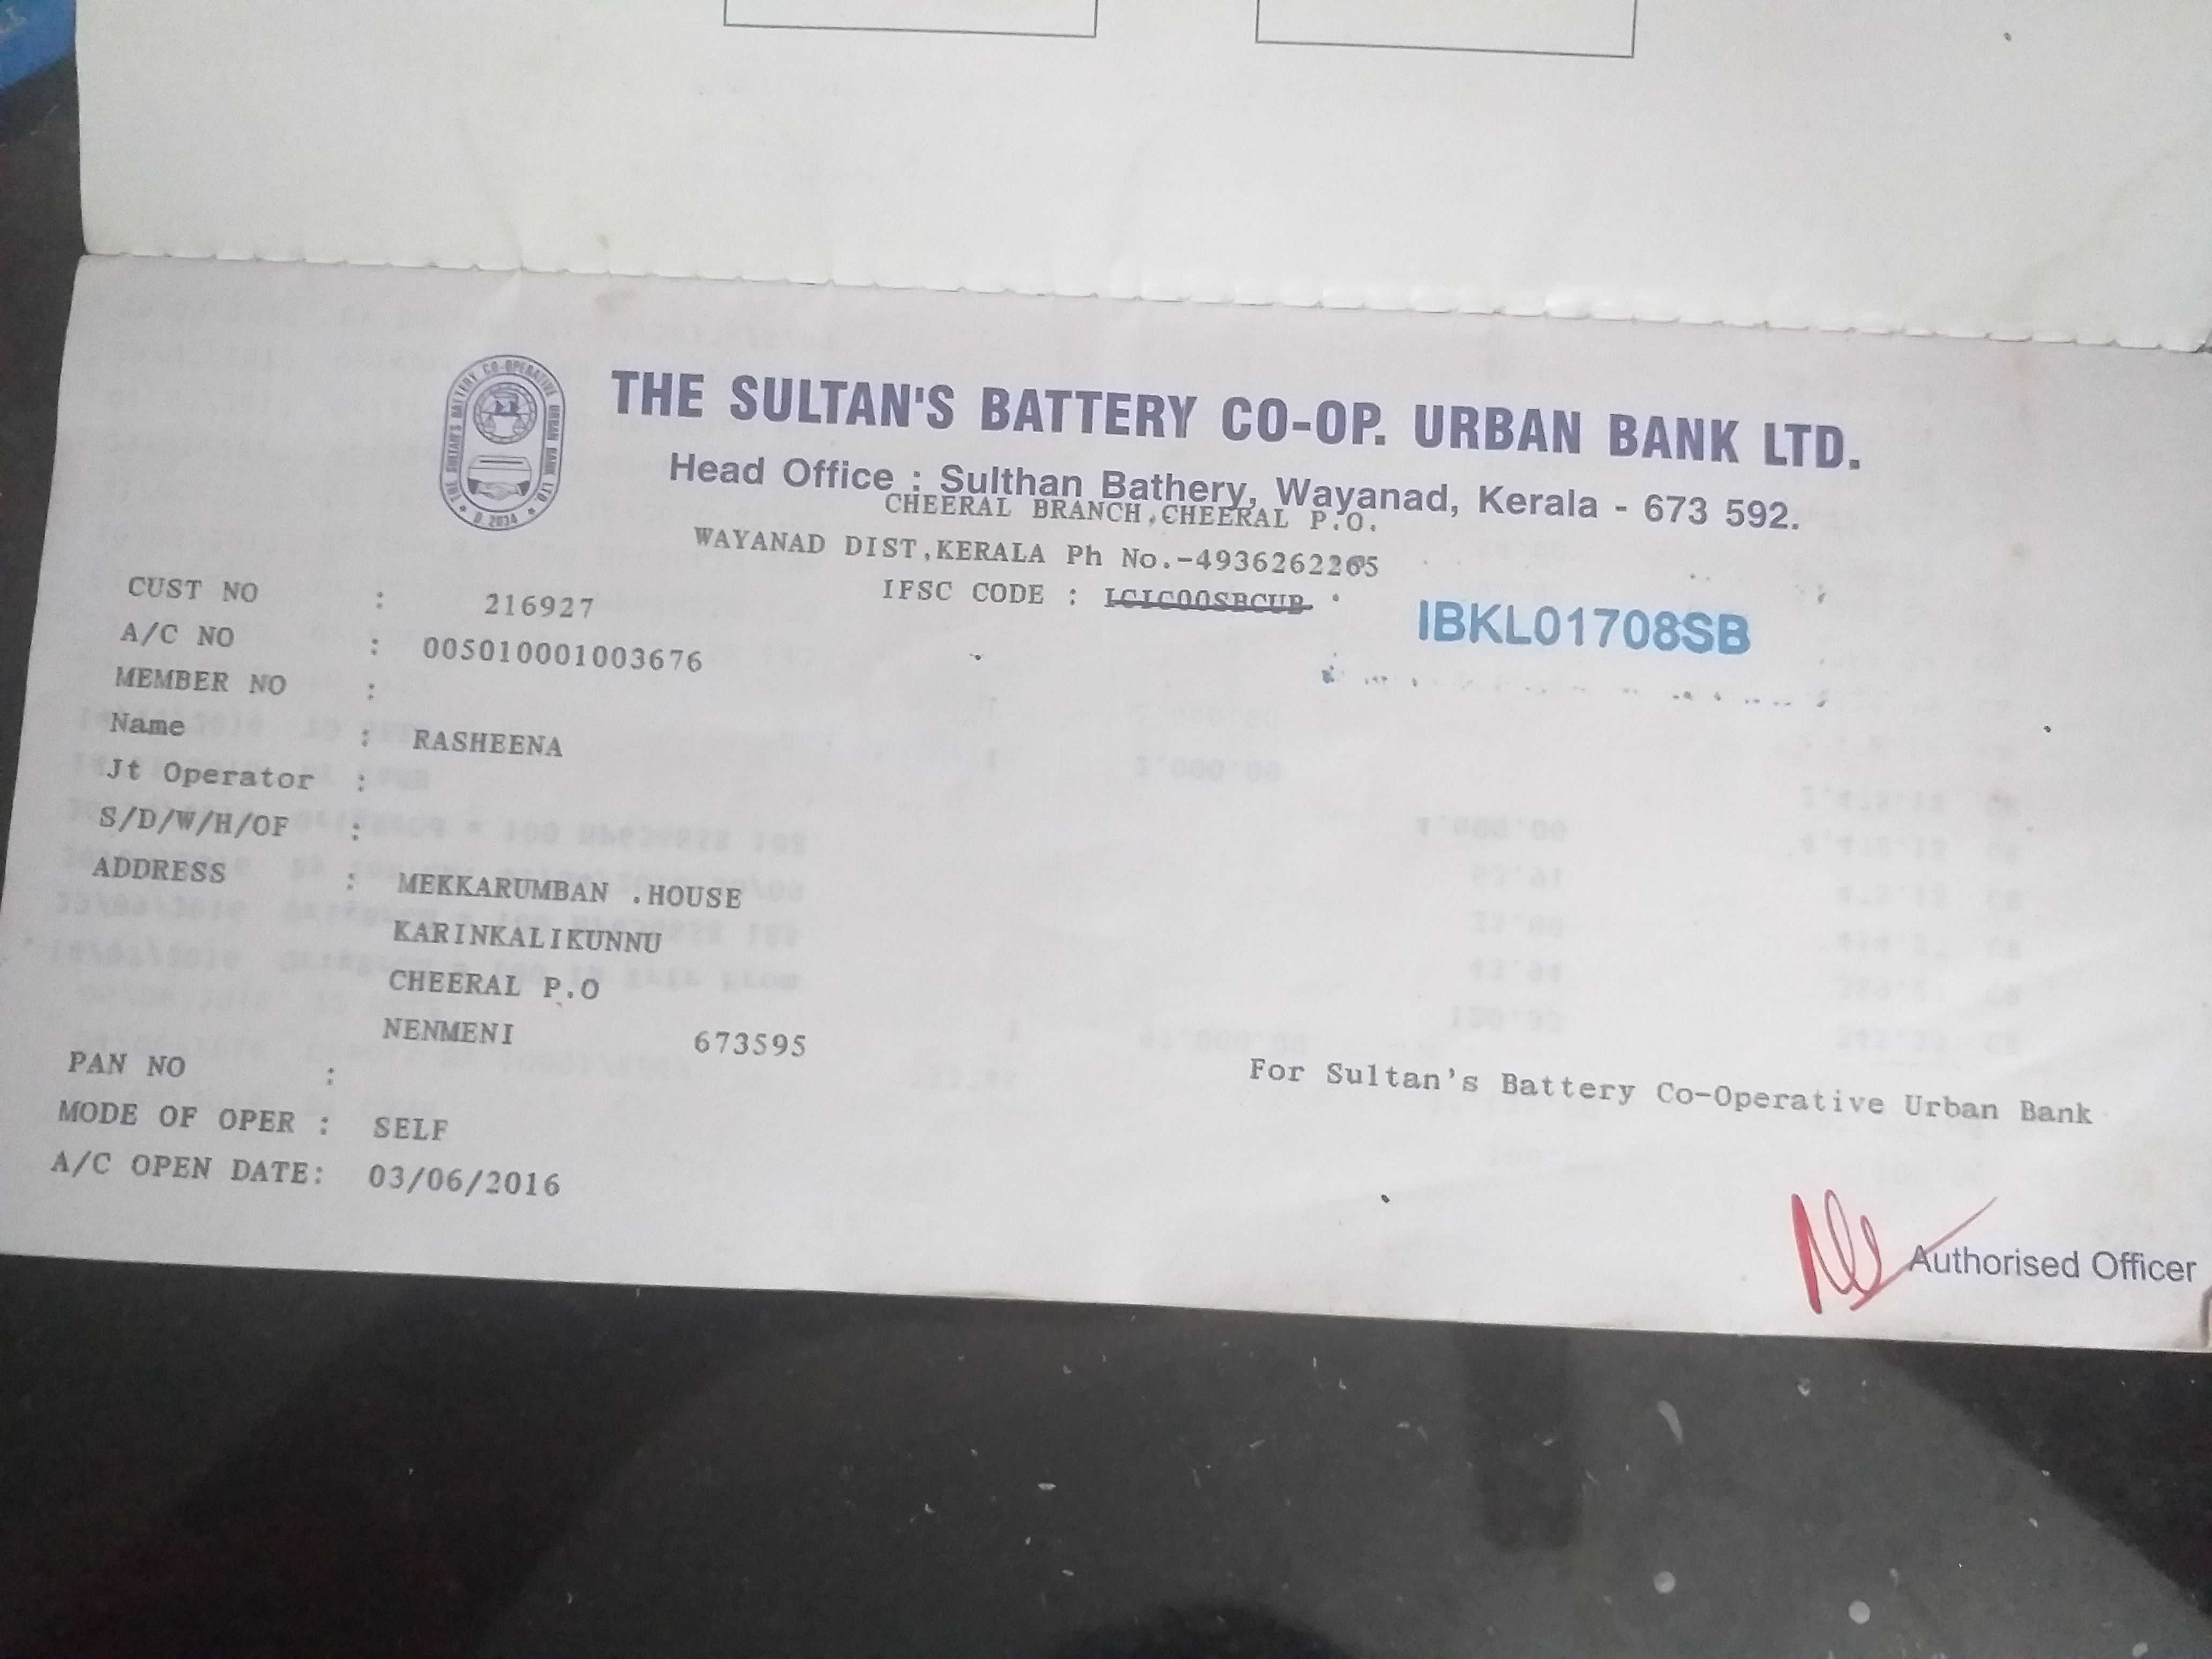 THE SULTAN'S BATTERY CO-OPERATIVE URBAN BANK LTD.
D. 2034
THE SULTAN'S BATTERY CO-OP. URBAN BANK LTD.
Head Office : Sulthan Bathery, Wayanad, Kerala - 673 592.
CHEERAL BRANCH,CHEERAL P.O.
WAYANAD DIST,KERALA Ph No.-4936262265
IFSC CODE : ICIC00SBCUB IBKL01708SB
CUST NO : 216927
A/C NO : 005010001003676
MEMBER NO :
Name : RASHEENA
Jt Operator :
S/D/W/H/OF :
ADDRESS : MEKKARUMBAN .HOUSE
KARINKALIKUNNU
CHEERAL P.O
NENMENI 673595
PAN NO :
MODE OF OPER : SELF
A/C OPEN DATE: 03/06/2016
For Sultan's Battery Co-Operative Urban Bank
Authorised Officer